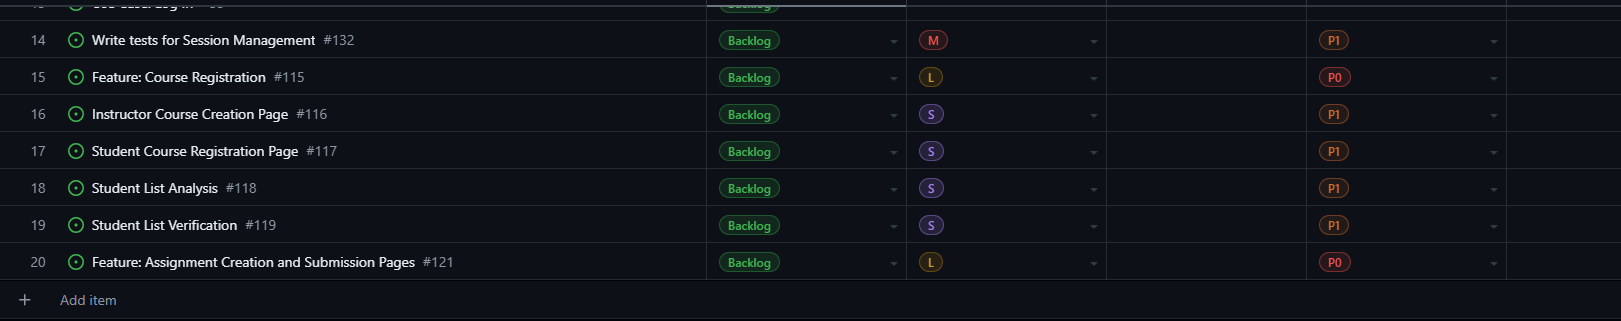 14 Write tests for Session Management #132 Backlog M P1
15 Feature: Course Registration #115 Backlog L P0
16 Instructor Course Creation Page #116 Backlog S P1
17 Student Course Registration Page #117 Backlog S P1
18 Student List Analysis #118 Backlog S P1
19 Student List Verification #119 Backlog S P1
20 Feature: Assignment Creation and Submission Pages #121 Backlog L P0
+ Add item